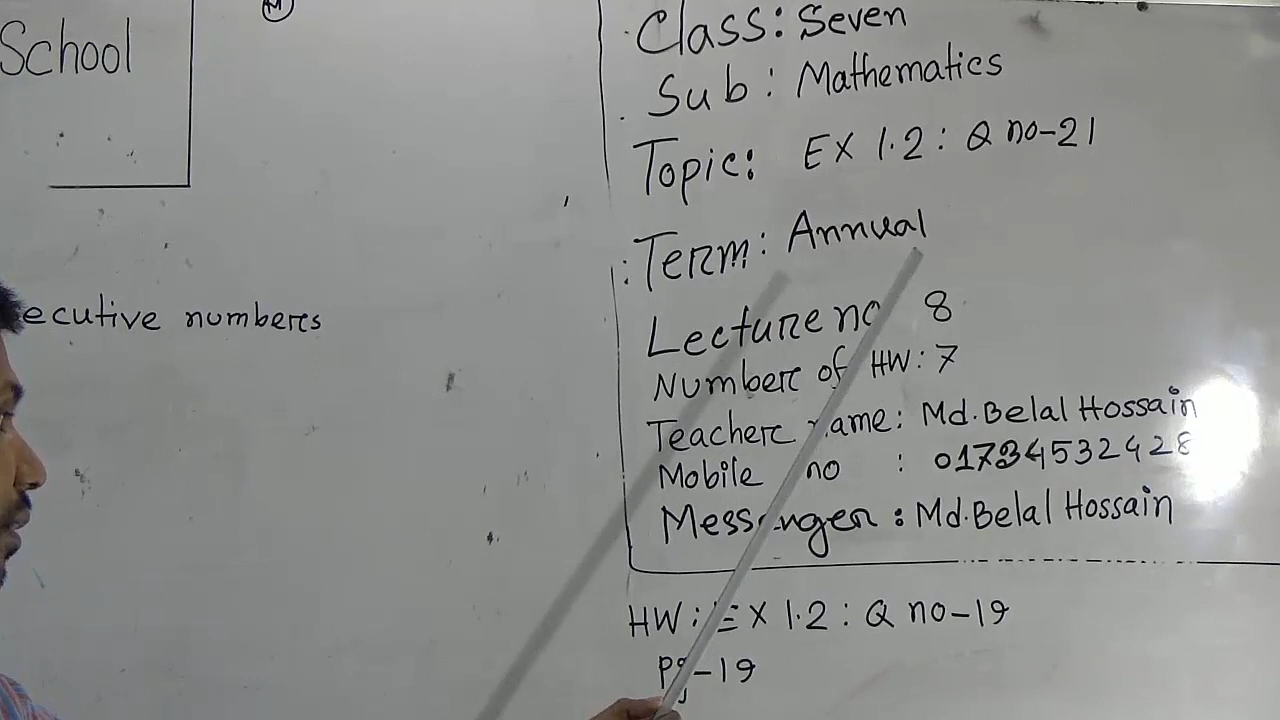 School
M
ecutive numbers
Class: Seven
Sub: Mathematics
Topic: EX 1.2: Q no-21
Term: Annual
Lecture no 8
Number of HW: 7
Teacher name: Md. Belal Hossain
Mobile no : 01734532428
Messenger: Md. Belal Hossain
HW: EX 1.2: Q no-19
Pg-19